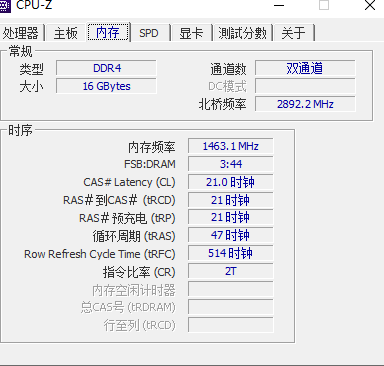 CPU-Z
处理器 主板 内存 SPD 显卡 測試分數 关于
常规
类型 DDR4 通道数 双通道
大小 16 GBytes DC模式
北桥频率 2892.2 MHz
时序
内存频率 1463.1 MHz
FSB:DRAM 3:44
CAS# Latency (CL) 21.0 时钟
RAS# 到CAS# (tRCD) 21 时钟
RAS# 预充电 (tRP) 21 时钟
循环周期 (tRAS) 47 时钟
Row Refresh Cycle Time (tRFC) 514 时钟
指令比率 (CR) 2T
内存空闲计时器
总CAS号 (tRDRAM)
行至列 (tRCD)